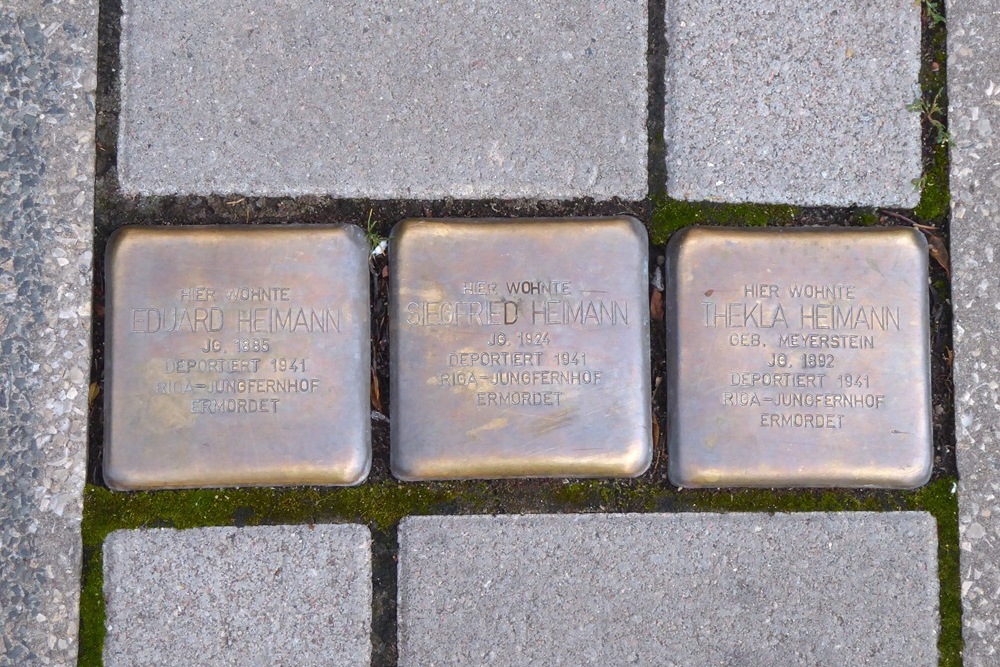 HIER WOHNTE
EDUARD HEIMANN
JG. 1885
DEPORTIERT 1941
RIGA-JUNGFERNHOF
ERMORDET
HIER WOHNTE
SIEGFRIED HEIMANN
JG. 1924
DEPORTIERT 1941
RIGA-JUNGFERNHOF
ERMORDET
HIER WOHNTE
THEKLA HEIMANN
GEB. MEYERSTEIN
JG. 1892
DEPORTIERT 1941
RIGA-JUNGFERNHOF
ERMORDET